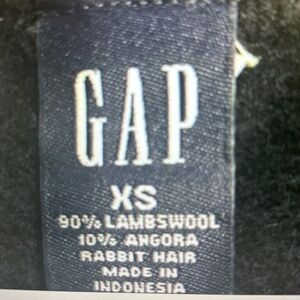 GAP
XS
90% LAMBSWOOL
10% ANGORA
RABBIT HAIR
MADE IN
INDONESIA